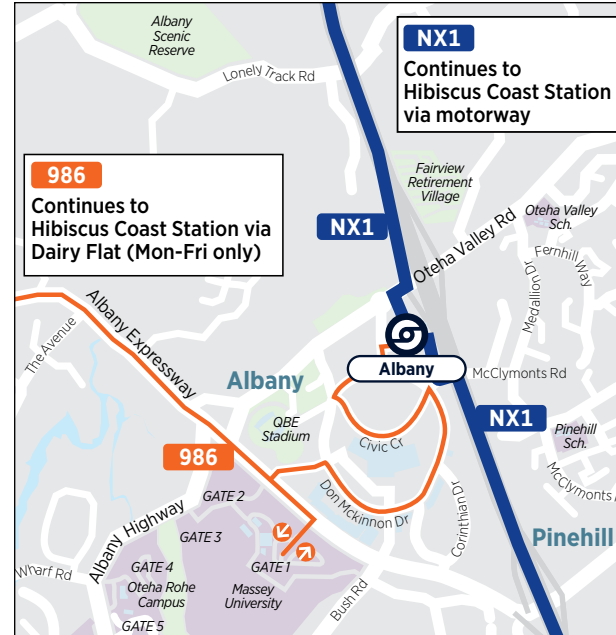 Albany
Scenic
Reserve
Lonely Track Rd
NX1
Continues to
Hibiscus Coast Station
via motorway
986
Continues to
Hibiscus Coast Station via
Dairy Flat (Mon-Fri only)
Fairview
Retirement
Village
NX1
Oteha Valley Rd
Oteha Valley
Sch.
Fernhill Way
Medallion Dr
The Avenue
Albany Expressway
Albany
Albany
McClymonts Rd
NX1
QBE
Stadium
Civic Cr
Pinehill
Sch.
McClymonts R
986
Don Mckinnon Dr
Corinthian Dr
Pinehill
GATE 2
Albany Highway
GATE 3
GATE 1
GATE 4
Oteha Rohe
Campus
Massey
University
Wharf Rd
Bush Rd
GATE 5